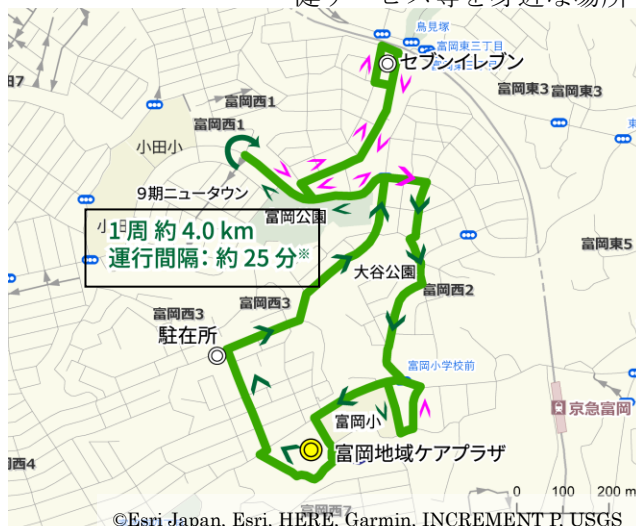 健サービス等を身近な場所
鳥見塚
富岡東三丁目
セブンイレブン
富岡東3
富岡東3
富岡西1
富岡西1
小田小
9期ニュータウン
富岡公園
1周 約 4.0 km
運行間隔：約 25 分※
富岡東5
大谷公園
富岡西2
富岡西3
富岡西3
駐在所
富岡小学校前
京急富岡
富岡小
富岡地域ケアプラザ
富岡西7
0 100 200 m
©Esri Japan, Esri, HERE, Garmin, INCREMENT P, USGS